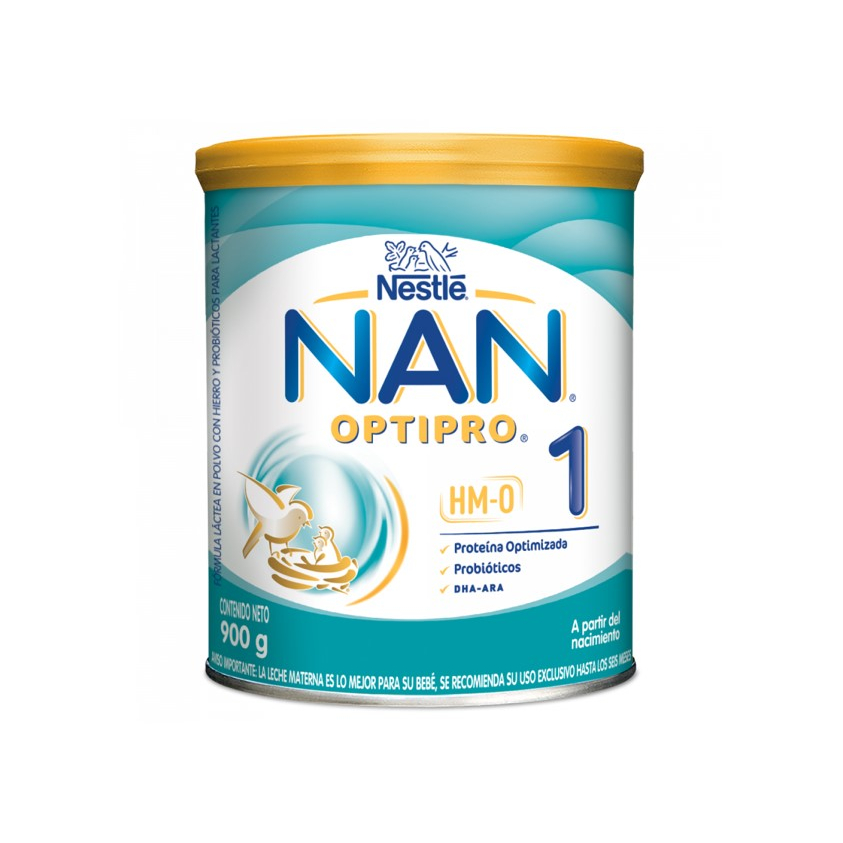 Nestlé®
NAN®
OPTIPRO®
1
HM-O
Proteína Optimizada
Probióticos
DHA-ARA
FÓRMULA LÁCTEA EN POLVO CON HIERRO Y PROBIÓTICOS PARA LACTANTES
CONTENIDO NETO
900 g
A partir del
nacimiento
AVISO IMPORTANTE: LA LECHE MATERNA ES LO MEJOR PARA SU BEBÉ, SE RECOMIENDA SU USO EXCLUSIVO HASTA LOS SEIS MESES